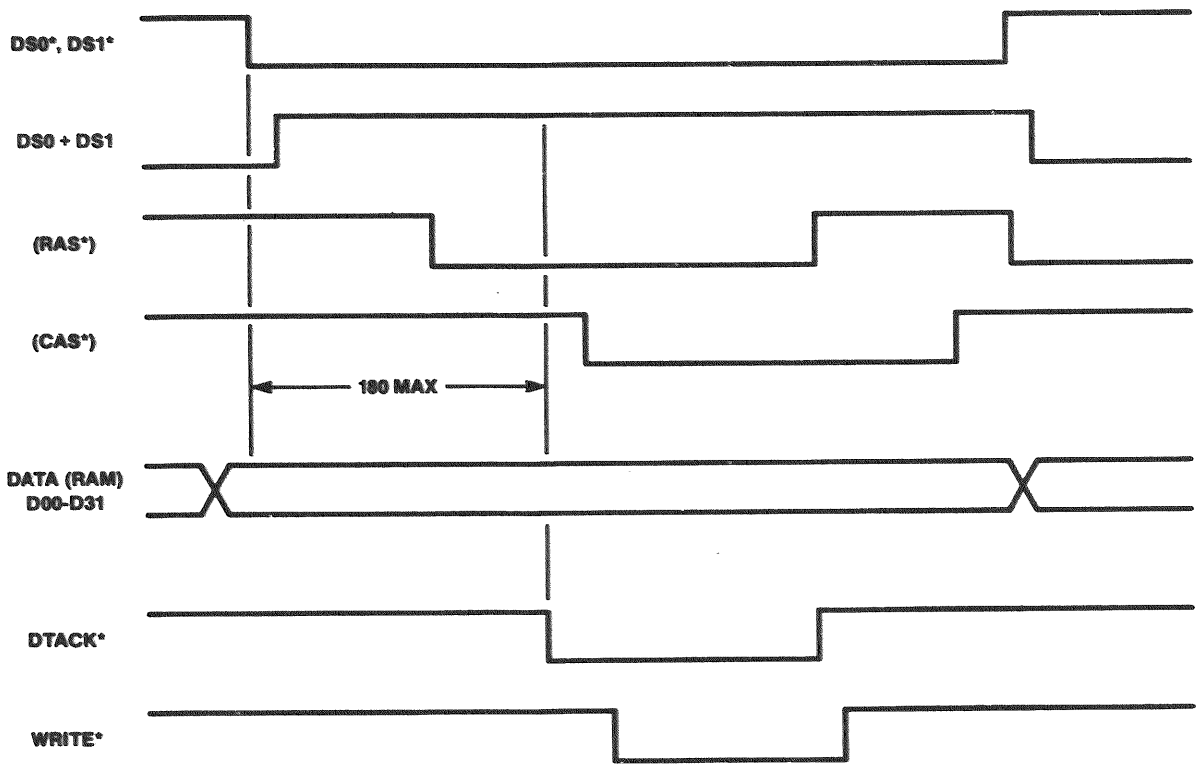 DS0*, DS1*
DS0 + DS1
(RAS*)
(CAS*)
180 MAX
DATA (RAM)
D00-D31
DTACK*
WRITE*